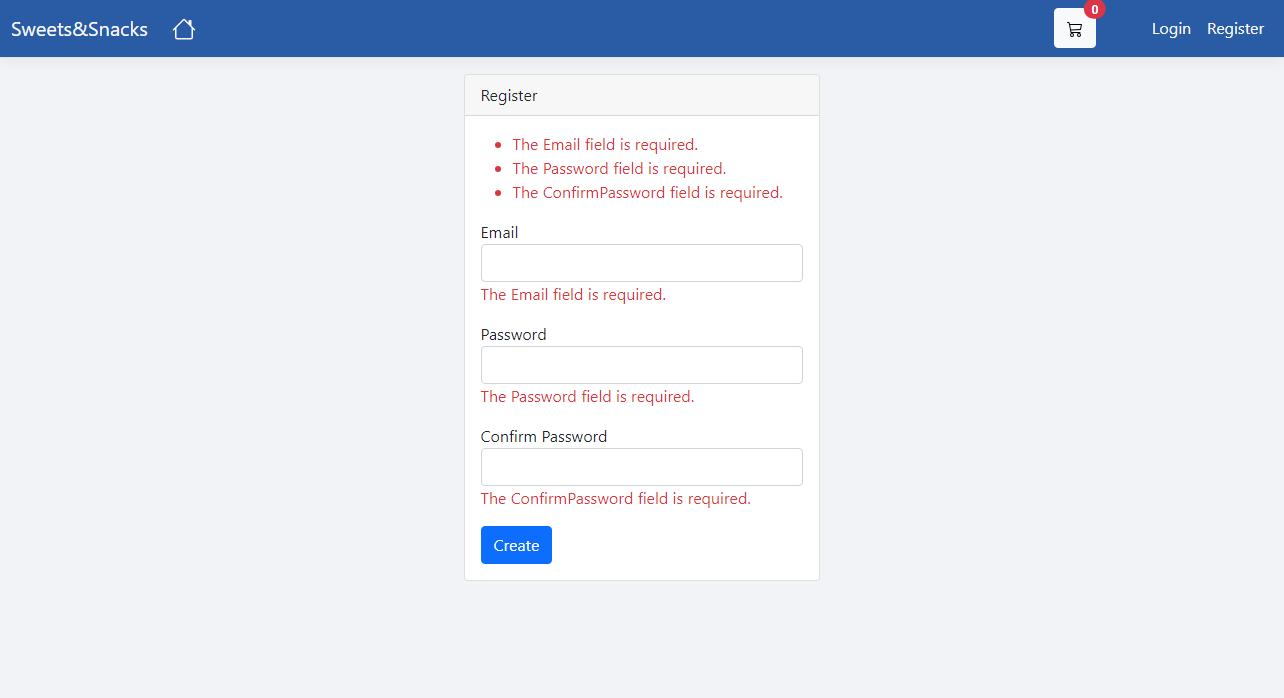 Sweets&Snacks
0
Login Register
Register
The Email field is required.
The Password field is required.
The ConfirmPassword field is required.
Email
The Email field is required.
Password
The Password field is required.
Confirm Password
The ConfirmPassword field is required.
Create